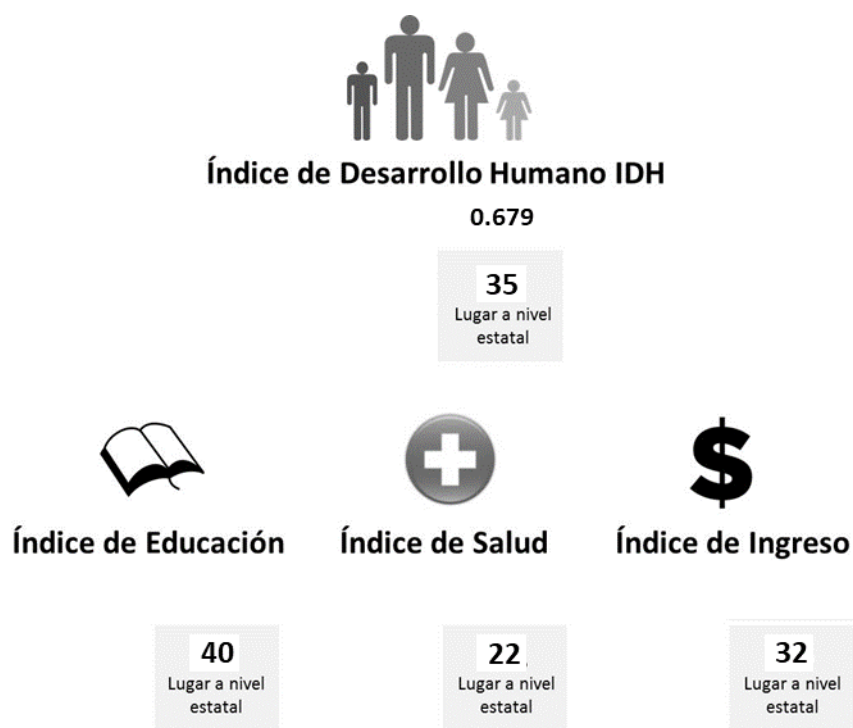 Índice de Desarrollo Humano IDH
0.679
35
Lugar a nivel
estatal
Índice de Educación
Índice de Salud
Índice de Ingreso
40
Lugar a nivel
estatal
22
Lugar a nivel
estatal
32
Lugar a nivel
estatal